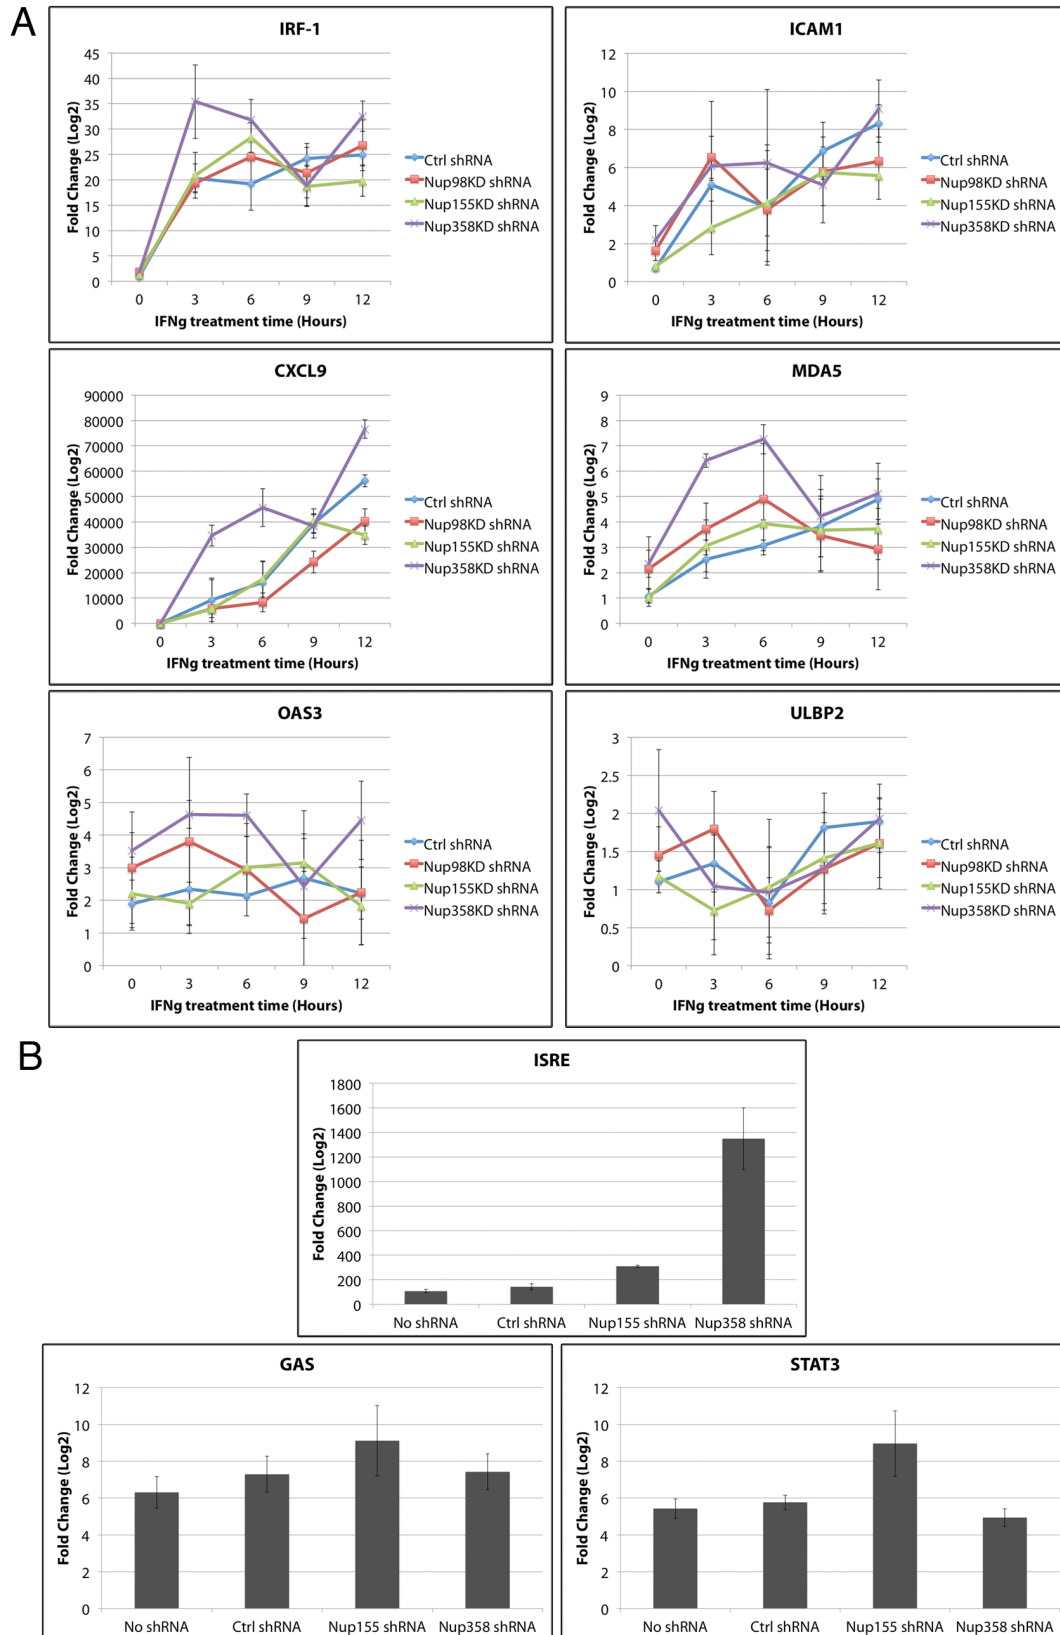 A
IRF-1
45
40
35
30
25
20
15
10
5
0
Fold Change (Log2)
0 3 6 9 12
IFNg treatment time (Hours)
Ctrl shRNA
Nup98KD shRNA
Nup155KD shRNA
Nup358KD shRNA
ICAM1
12
10
8
6
4
2
0
Fold Change (Log2)
0 3 6 9 12
IFNg treatment time (Hours)
Ctrl shRNA
Nup98KD shRNA
Nup155KD shRNA
Nup358KD shRNA
CXCL9
90000
80000
70000
60000
50000
40000
30000
20000
10000
0
Fold Change (Log2)
0 3 6 9 12
IFNg treatment time (Hours)
Ctrl shRNA
Nup98KD shRNA
Nup155KD shRNA
Nup358KD shRNA
MDA5
9
8
7
6
5
4
3
2
1
0
Fold Change (Log2)
0 3 6 9 12
IFNg treatment time (Hours)
Ctrl shRNA
Nup98KD shRNA
Nup155KD shRNA
Nup358KD shRNA
OAS3
7
6
5
4
3
2
1
0
Fold Change (Log2)
0 3 6 9 12
IFNg treatment time (Hours)
Ctrl shRNA
Nup98KD shRNA
Nup155KD shRNA
Nup358KD shRNA
ULBP2
3
2.5
2
1.5
1
0.5
0
Fold Change (Log2)
0 3 6 9 12
IFNg treatment time (Hours)
Ctrl shRNA
Nup98KD shRNA
Nup155KD shRNA
Nup358KD shRNA
B
ISRE
1800
1600
1400
1200
1000
800
600
400
200
0
Fold Change (Log2)
No shRNA Ctrl shRNA Nup155 shRNA Nup358 shRNA
GAS
12
10
8
6
4
2
0
Fold Change (Log2)
No shRNA Ctrl shRNA Nup155 shRNA Nup358 shRNA
STAT3
12
10
8
6
4
2
0
Fold Change (Log2)
No shRNA Ctrl shRNA Nup155 shRNA Nup358 shRNA